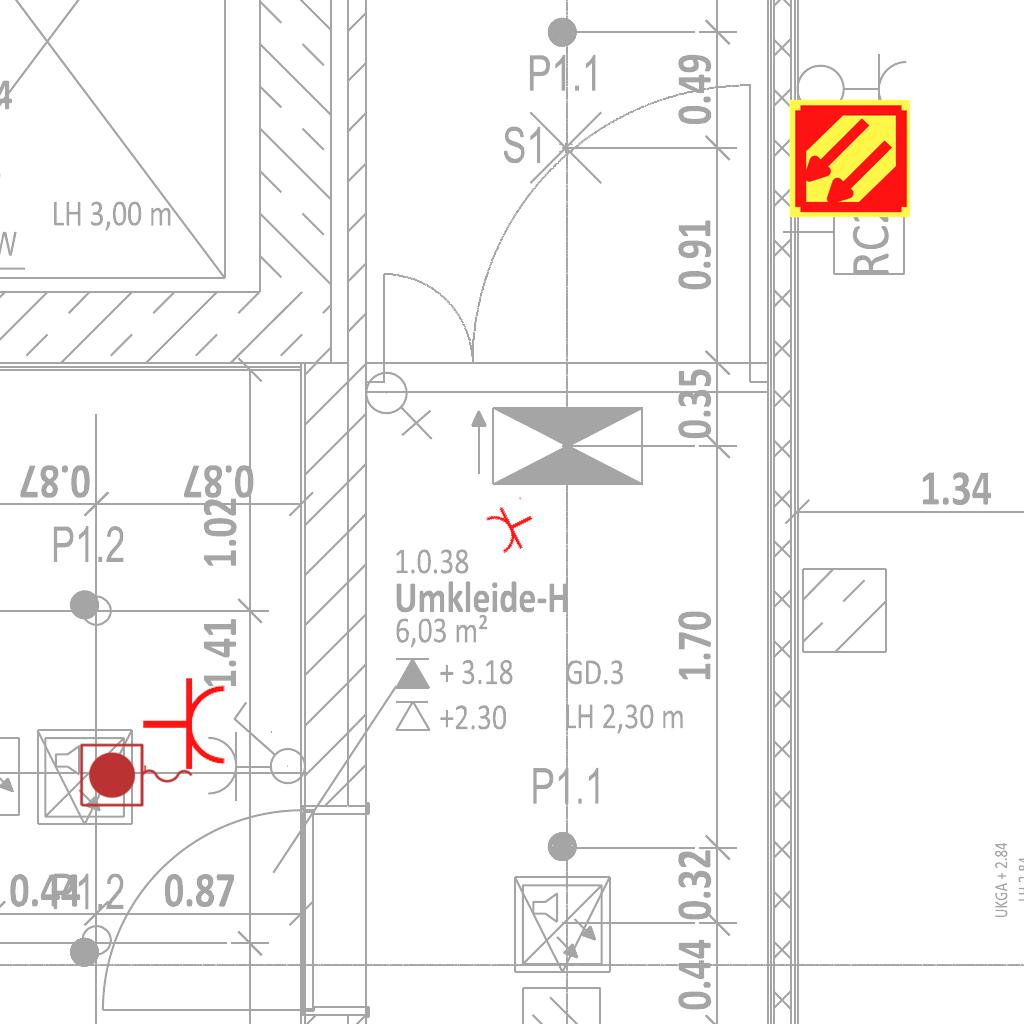 P1.1
0.49
S1
4
LH 3,00 m
W
0.91
RC
0.35
0.87
0.87
1.34
1.02
P1.2
1.0.38
Umkleide-H
6,03 m²
1.70
1.41
+ 3.18
GD.3
+2.30
LH 2,30 m
P1.1
0.32
0.44
P1.2
0.87
UKGA + 2.84
0.44